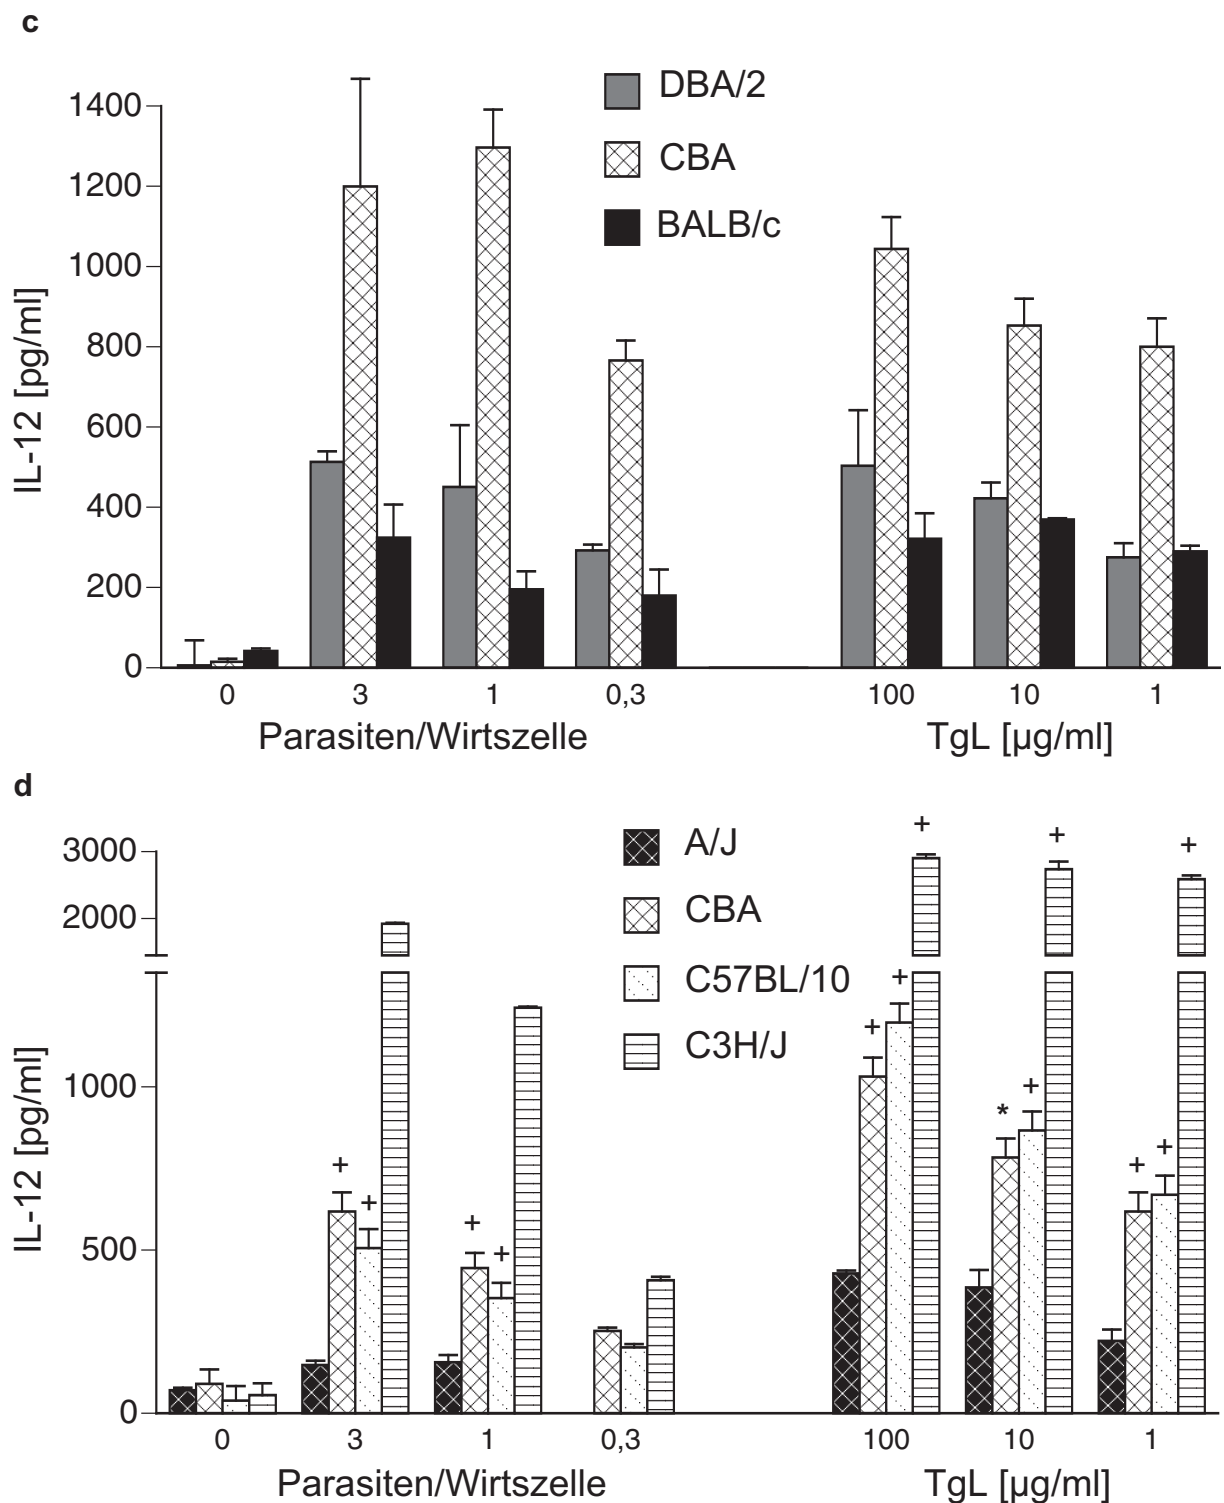 c
DBA/2
CBA
BALB/c
IL-12 [pg/ml]
1400
1200
1000
800
600
400
200
0
0 3 1 0,3 100 10 1
Parasiten/Wirtszelle TgL [µg/ml]
d
A/J
CBA
C57BL/10
C3H/J
IL-12 [pg/ml]
3000
2000
1000
500
0
+ + + + + + + + * + + + + +
0 3 1 0,3 100 10 1
Parasiten/Wirtszelle TgL [µg/ml]